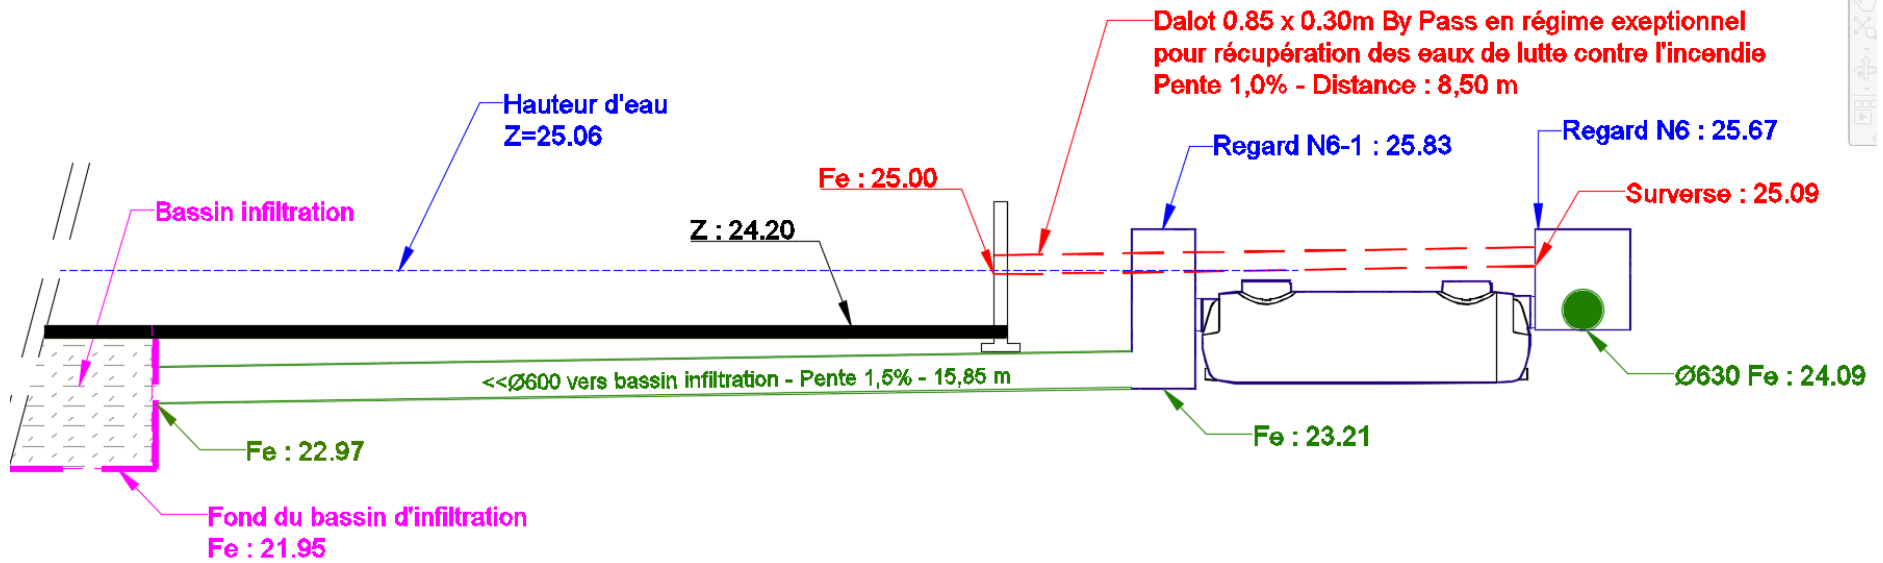 Dalot 0.85 x 0.30m By Pass en régime exeptionnel
pour récupération des eaux de lutte contre l'incendie
Pente 1,0% - Distance : 8,50 m
Hauteur d'eau
Z=25.06
Regard N6-1 : 25.83
Regard N6 : 25.67
Fe : 25.00
Surverse : 25.09
Bassin infiltration
Z : 24.20
<<Ø600 vers bassin infiltration - Pente 1,5% - 15,85 m
Ø630 Fe : 24.09
Fe : 22.97
Fe : 23.21
Fond du bassin d'infiltration
Fe : 21.95